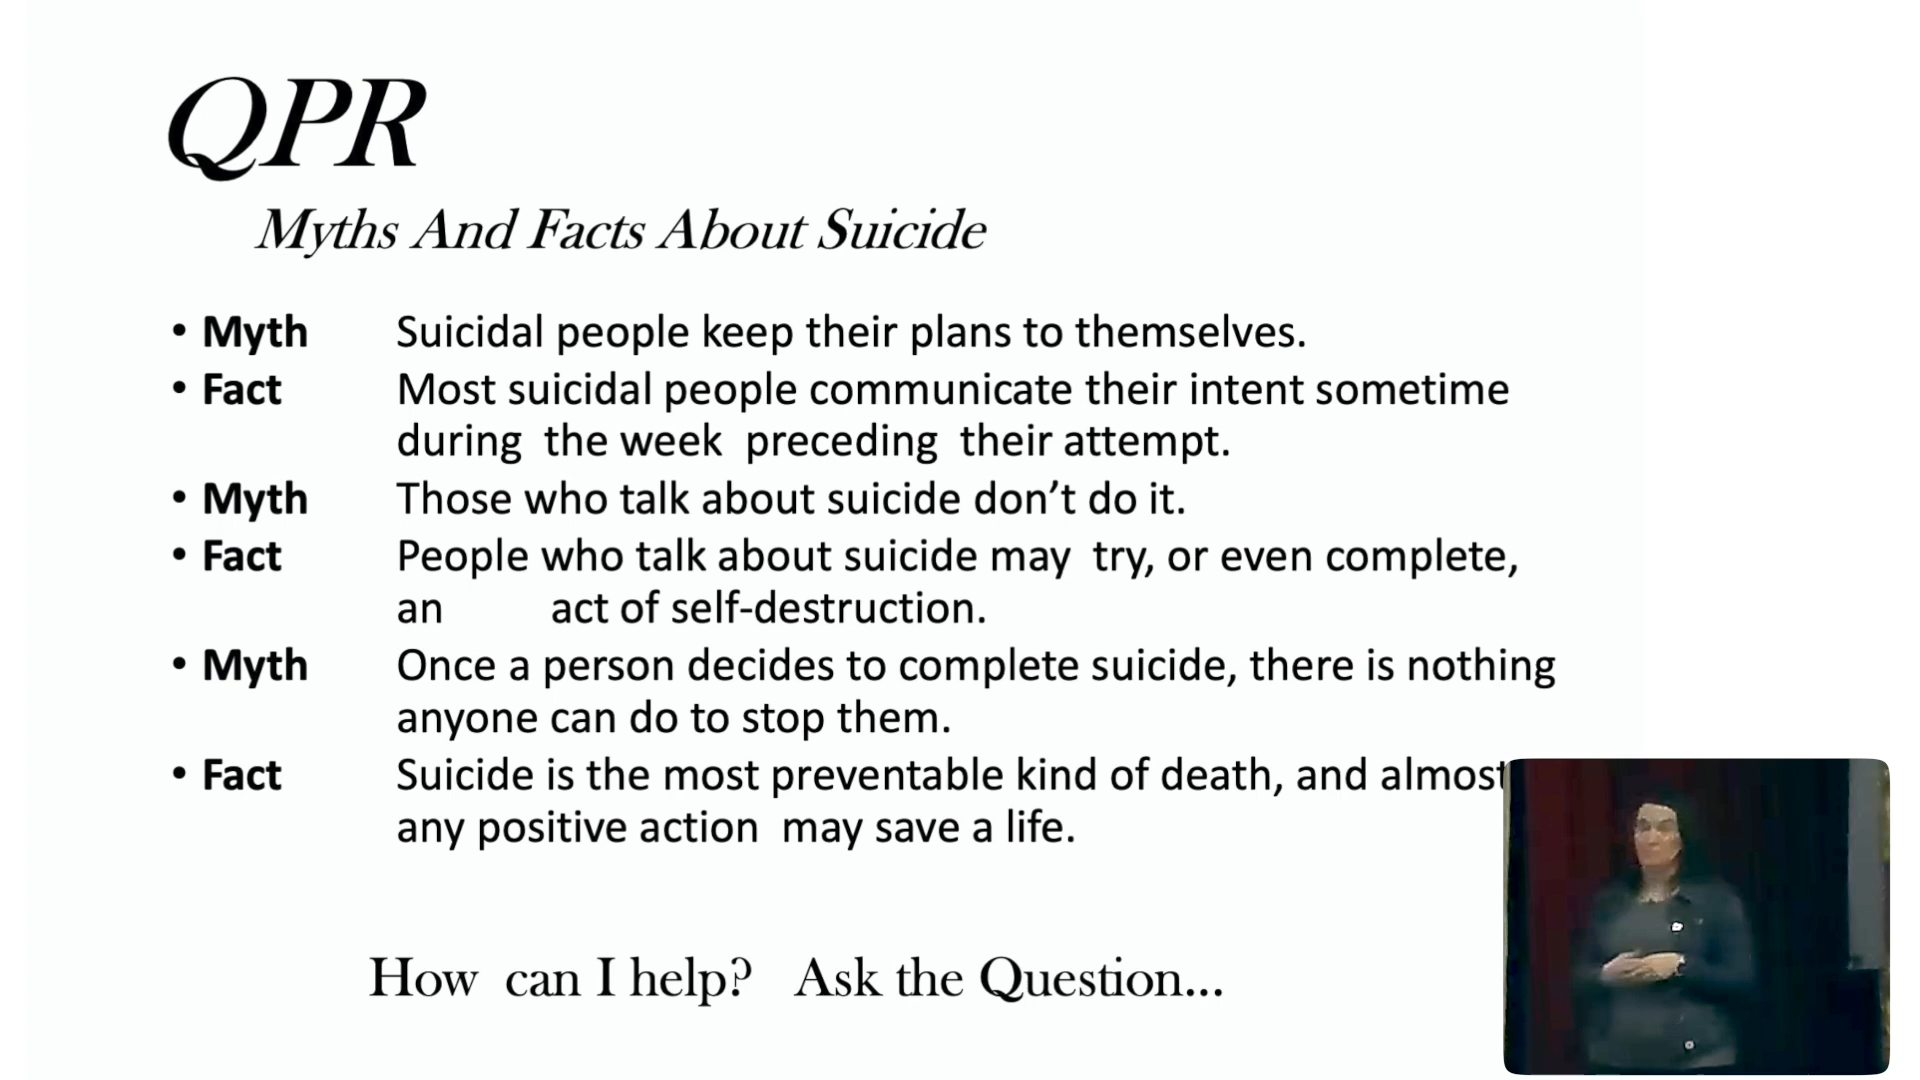 QPR
Myths And Facts About Suicide
• Myth Suicidal people keep their plans to themselves.
• Fact Most suicidal people communicate their intent sometime
during the week preceding their attempt.
• Myth Those who talk about suicide don’t do it.
• Fact People who talk about suicide may try, or even complete,
an act of self-destruction.
• Myth Once a person decides to complete suicide, there is nothing
anyone can do to stop them.
• Fact Suicide is the most preventable kind of death, and almost
any positive action may save a life.
How can I help? Ask the Question...